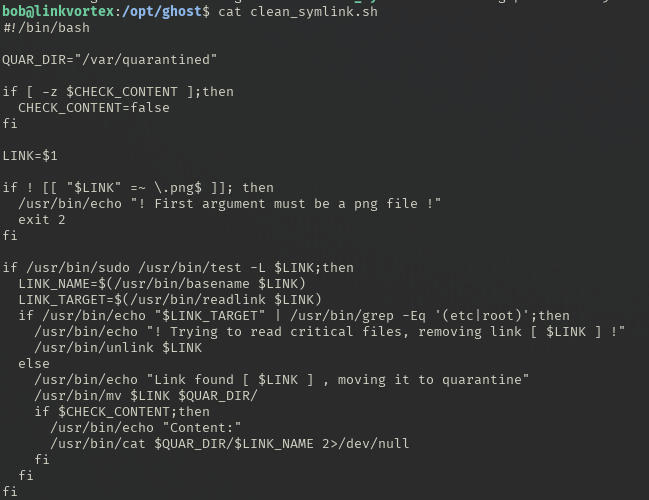 bob@linkvortex:/opt/ghost$ cat clean_symlink.sh
#!/bin/bash

QUAR_DIR="/var/quarantined"

if [ -z $CHECK_CONTENT ];then
  CHECK_CONTENT=false
fi

LINK=$1

if ! [[ "$LINK" =~ \.png$ ]]; then
  /usr/bin/echo "! First argument must be a png file !"
  exit 2
fi

if /usr/bin/sudo /usr/bin/test -L $LINK;then
  LINK_NAME=$(/usr/bin/basename $LINK)
  LINK_TARGET=$(/usr/bin/readlink $LINK)
  if /usr/bin/echo "$LINK_TARGET" | /usr/bin/grep -Eq '(etc|root)';then
    /usr/bin/echo "! Trying to read critical files, removing link [ $LINK ] !"
    /usr/bin/unlink $LINK
  else
    /usr/bin/echo "Link found [ $LINK ] , moving it to quarantine"
    /usr/bin/mv $LINK $QUAR_DIR/
    if $CHECK_CONTENT;then
      /usr/bin/echo "Content:"
      /usr/bin/cat $QUAR_DIR/$LINK_NAME 2>/dev/null
    fi
  fi
fi